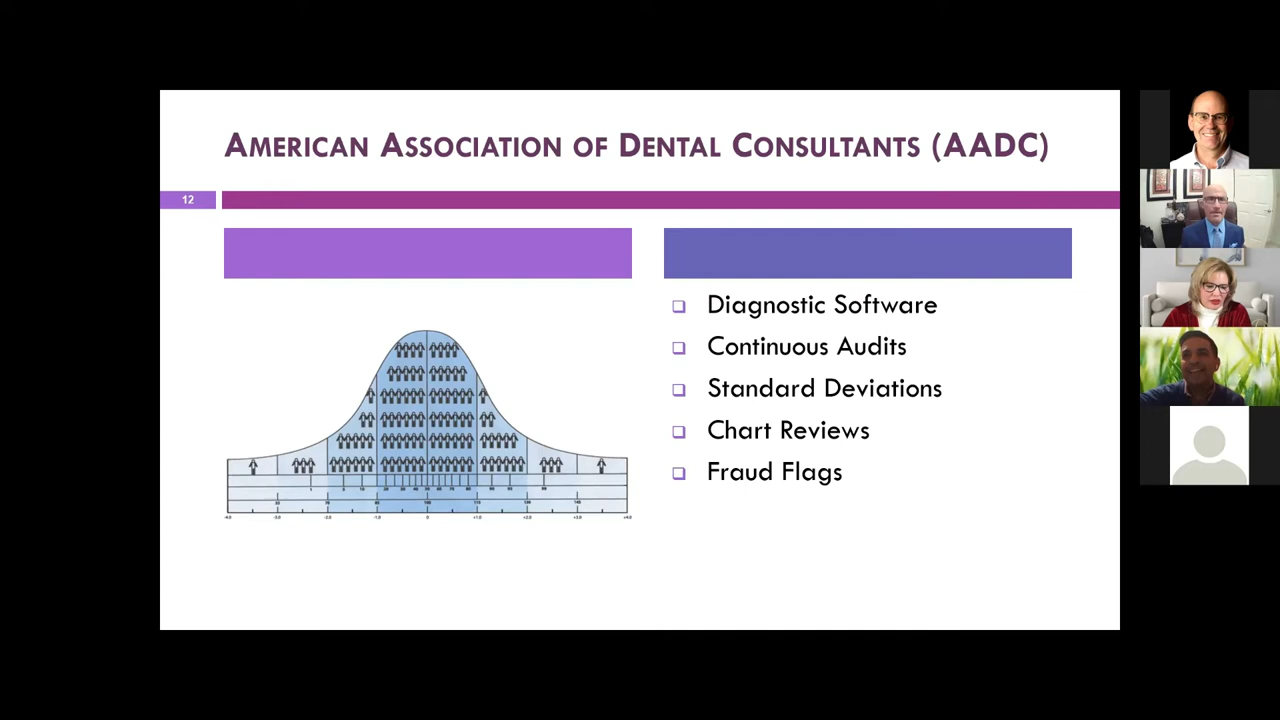 AMERICAN ASSOCIATION OF DENTAL CONSULTANTS (AADC)
12
Diagnostic Software
Continuous Audits
Standard Deviations
Chart Reviews
Fraud Flags